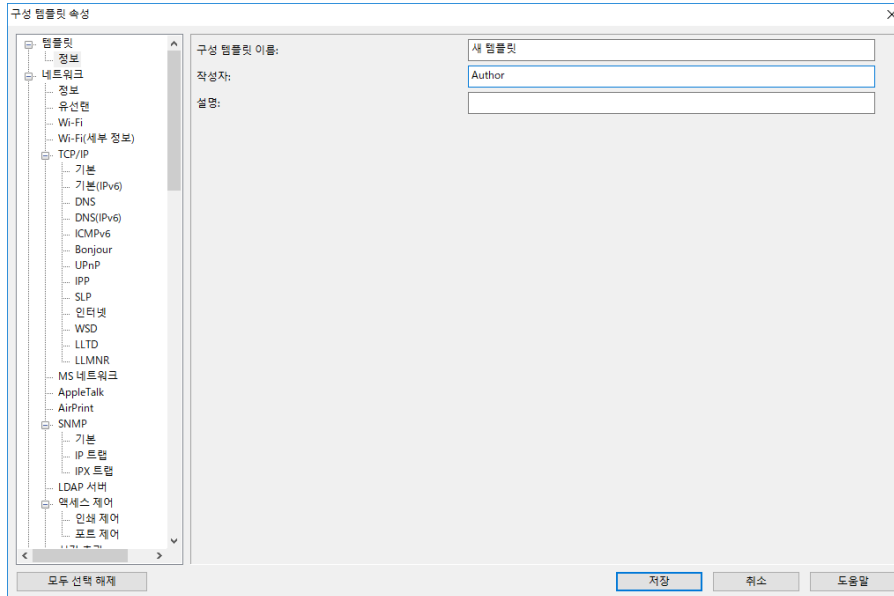 구성 템플릿 속성
템플릿
정보
네트워크
정보
유선랜
Wi-Fi
Wi-Fi(세부 정보)
TCP/IP
기본
기본(IPv6)
DNS
DNS(IPv6)
ICMPv6
Bonjour
UPnP
IPP
SLP
인터넷
WSD
LLTD
LLMNR
MS 네트워크
AppleTalk
AirPrint
SNMP
기본
IP 트랩
IPX 트랩
LDAP 서버
액세스 제어
인쇄 제어
포트 제어
구성 템플릿 이름: 새 템플릿
작성자: Author
설명:
모두 선택 해제 저장 취소 도움말